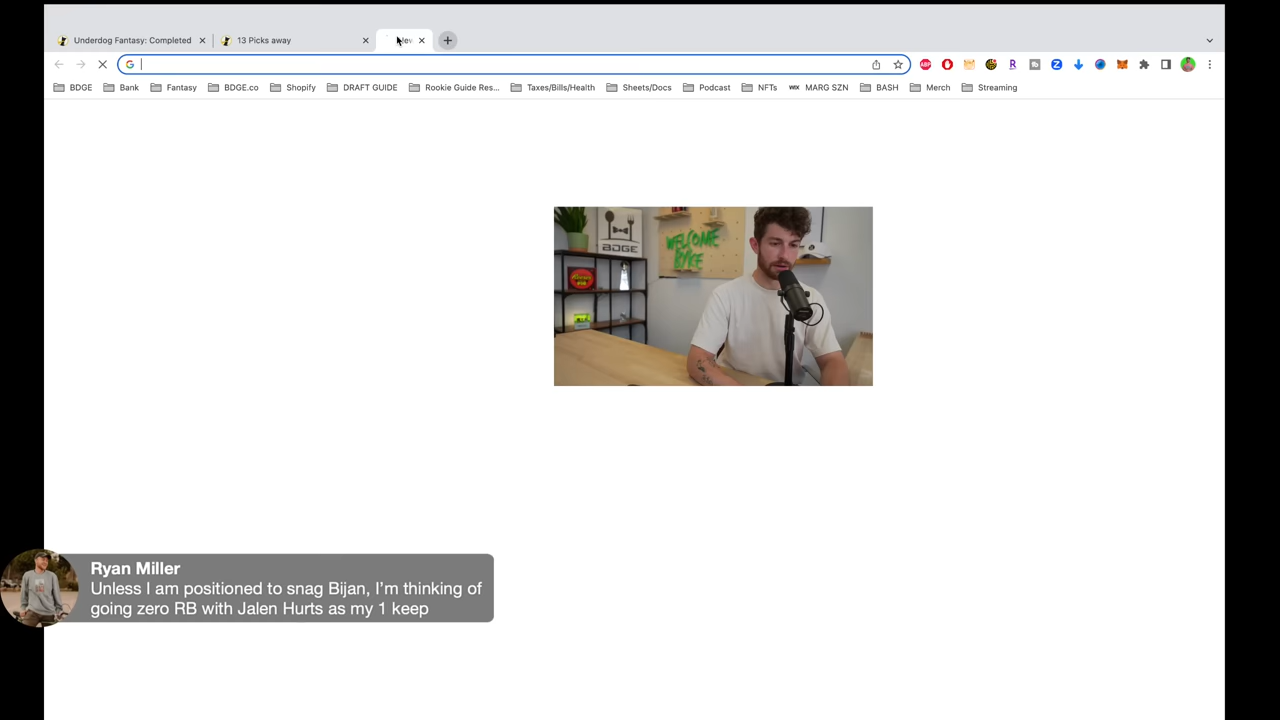 Underdog Fantasy: Completed
13 Picks away
BDGE
Bank
Fantasy
BDGE.co
Shopify
DRAFT GUIDE
Rookie Guide Res...
Taxes/Bills/Health
Sheets/Docs
Podcast
NFTs
WIX MARG SZN
BASH
Merch
Streaming
BDGE
WELCOME
Ryan Miller
Unless I am positioned to snag Bijan, I'm thinking of
going zero RB with Jalen Hurts as my 1 keep